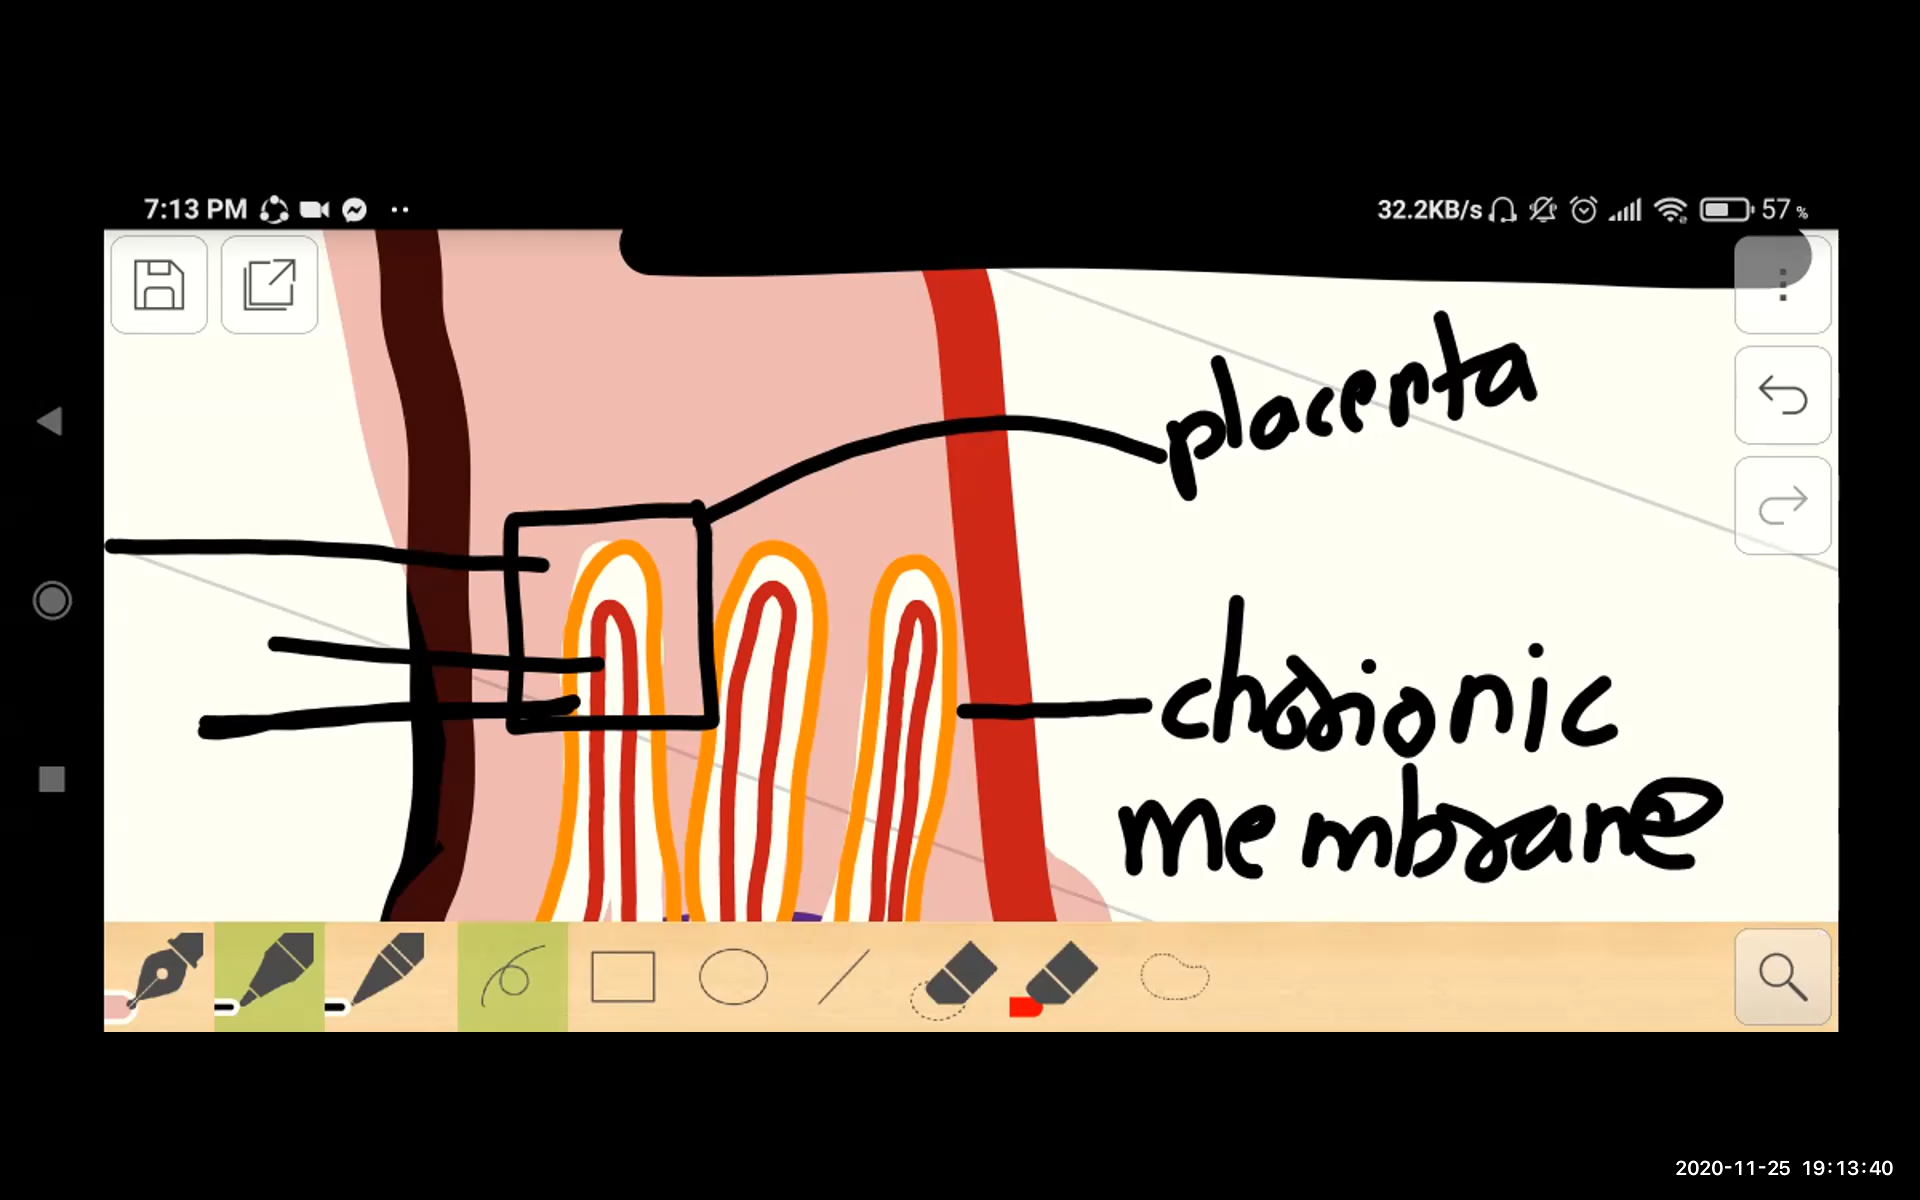 7:13 PM
32.2KB/s 57 %
placenta
chorionic
membrane
2020-11-25 19:13:40